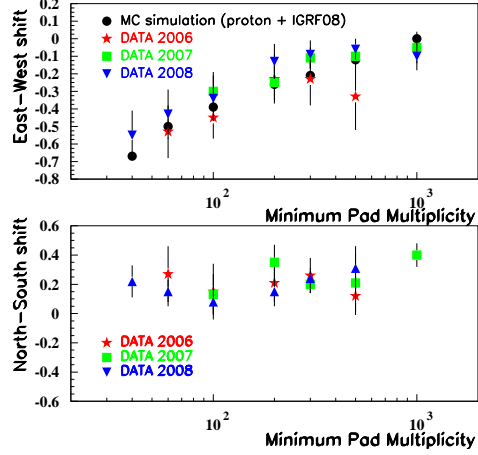 East-West shift
0.2
0.1
0
-0.1
-0.2
-0.3
-0.4
-0.5
-0.6
-0.7
-0.8
MC simulation (proton + IGRF08)
DATA 2006
DATA 2007
DATA 2008
10²
10³
Minimum Pad Multiplicity
North-South shift
0.6
0.4
0.2
0
-0.2
-0.4
-0.6
DATA 2006
DATA 2007
DATA 2008
10²
10³
Minimum Pad Multiplicity